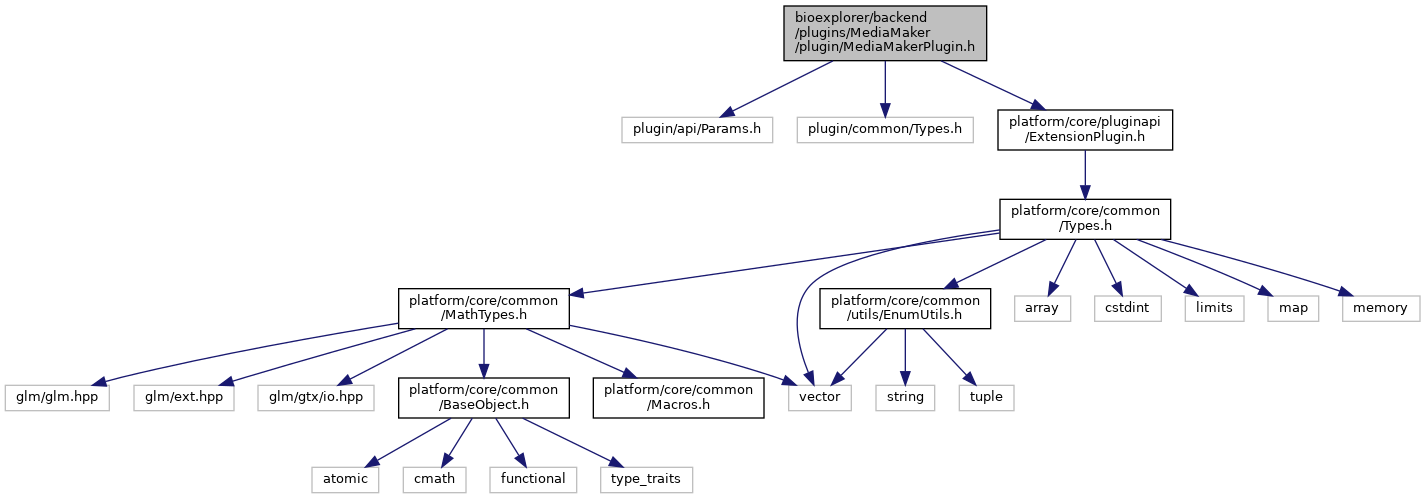 bioexplorer/backend
/plugins/MediaMaker
/plugin/MediaMakerPlugin.h
plugin/api/Params.h
plugin/common/Types.h
platform/core/pluginapi
/ExtensionPlugin.h
platform/core/common
/Types.h
platform/core/common
/MathTypes.h
platform/core/common
/utils/EnumUtils.h
array
cstdint
limits
map
memory
glm/glm.hpp
glm/ext.hpp
glm/gtx/io.hpp
platform/core/common
/BaseObject.h
platform/core/common
/Macros.h
vector
string
tuple
atomic
cmath
functional
type_traits